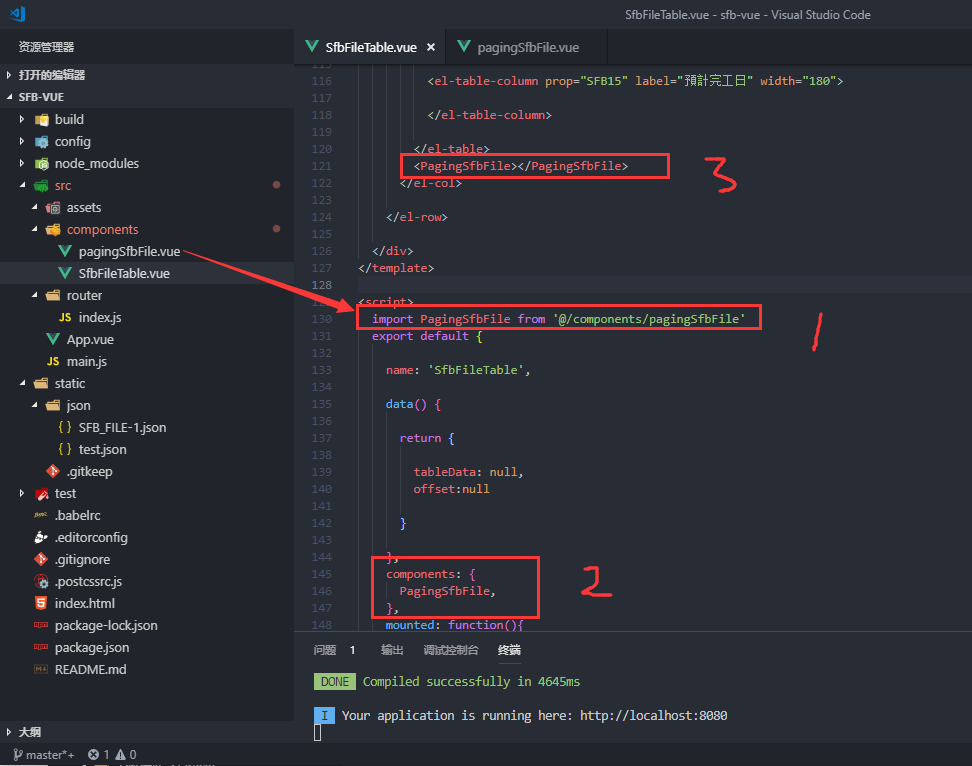 SfbFileTable.vue - sfb-vue - Visual Studio Code
资源管理器
打开的编辑器
SFB-VUE
build
config
node_modules
src
assets
components
pagingSfbFile.vue
SfbFileTable.vue
router
index.js
App.vue
main.js
static
json
{ } SFB_FILE-1.json
{ } test.json
.gitkeep
test
.babelrc
.editorconfig
.gitignore
.postcssrc.js
index.html
package-lock.json
package.json
README.md
大纲
master*+ 1 0
SfbFileTable.vue × pagingSfbFile.vue
115
116 <el-table-column prop="SFB15" label="預計完工日" width="180">
117
118 </el-table-column>
119
120 </el-table>
121 <PagingSfbFile></PagingSfbFile>
122 </el-col>
123
124 </el-row>
125
126 </div>
127 </template>
128
129 <script>
130 import PagingSfbFile from '@/components/pagingSfbFile'
131 export default {
132
133 name: 'SfbFileTable',
134
135 data() {
136
137 return {
138
139 tableData: null,
140 offset:null
141
142 }
143
144 },
145 components: {
146 PagingSfbFile,
147 },
148 mounted: function(){
3
1
2
问题 1 输出 调试控制台 终端
DONE Compiled successfully in 4645ms
I Your application is running here: http://localhost:8080